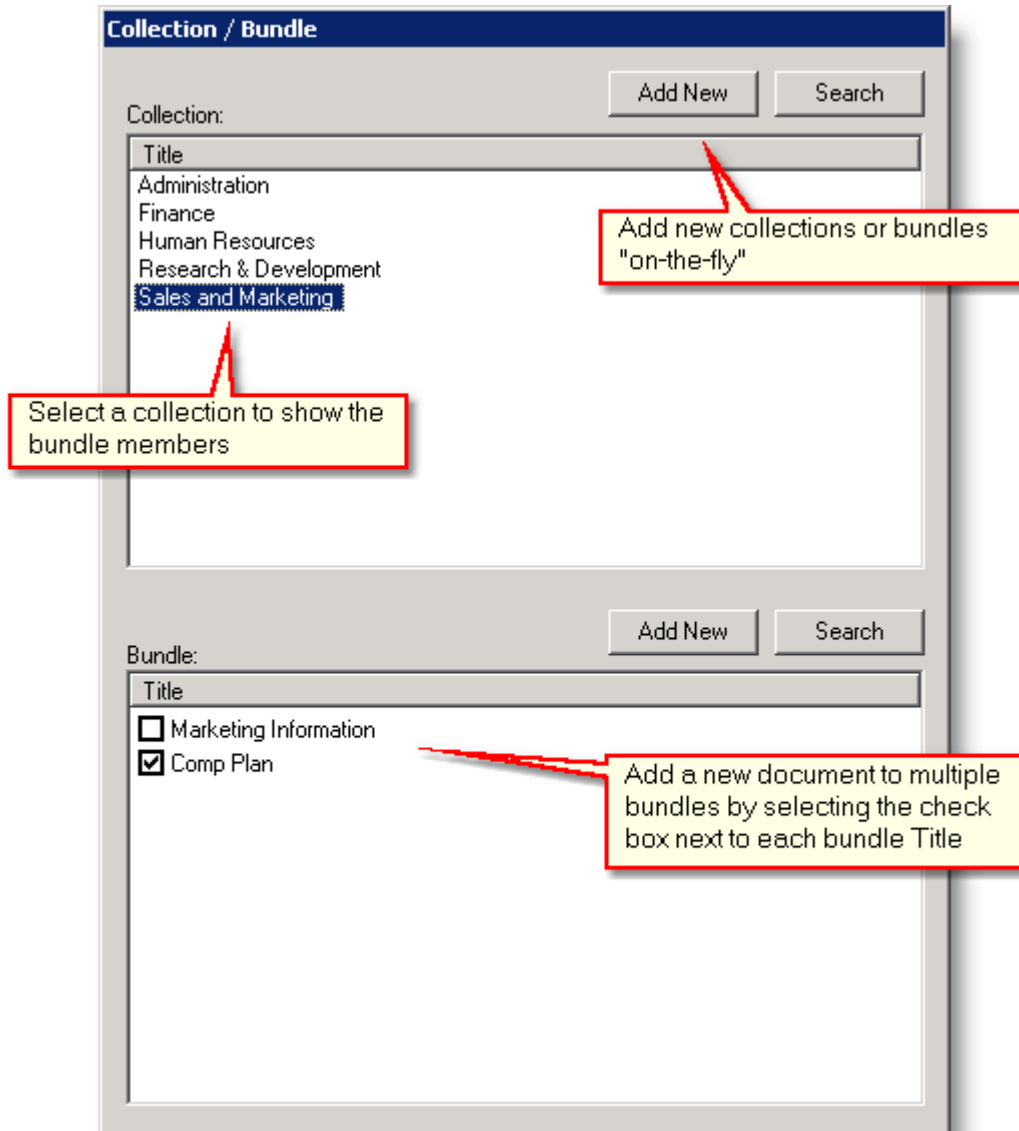 Collection / Bundle
Add New
Search
Collection:
Title
Administration
Finance
Human Resources
Research & Development
Sales and Marketing
Add new collections or bundles
"on-the-fly"
Select a collection to show the
bundle members
Add New
Search
Bundle:
Title
Marketing Information
Comp Plan
Add a new document to multiple
bundles by selecting the check
box next to each bundle Title